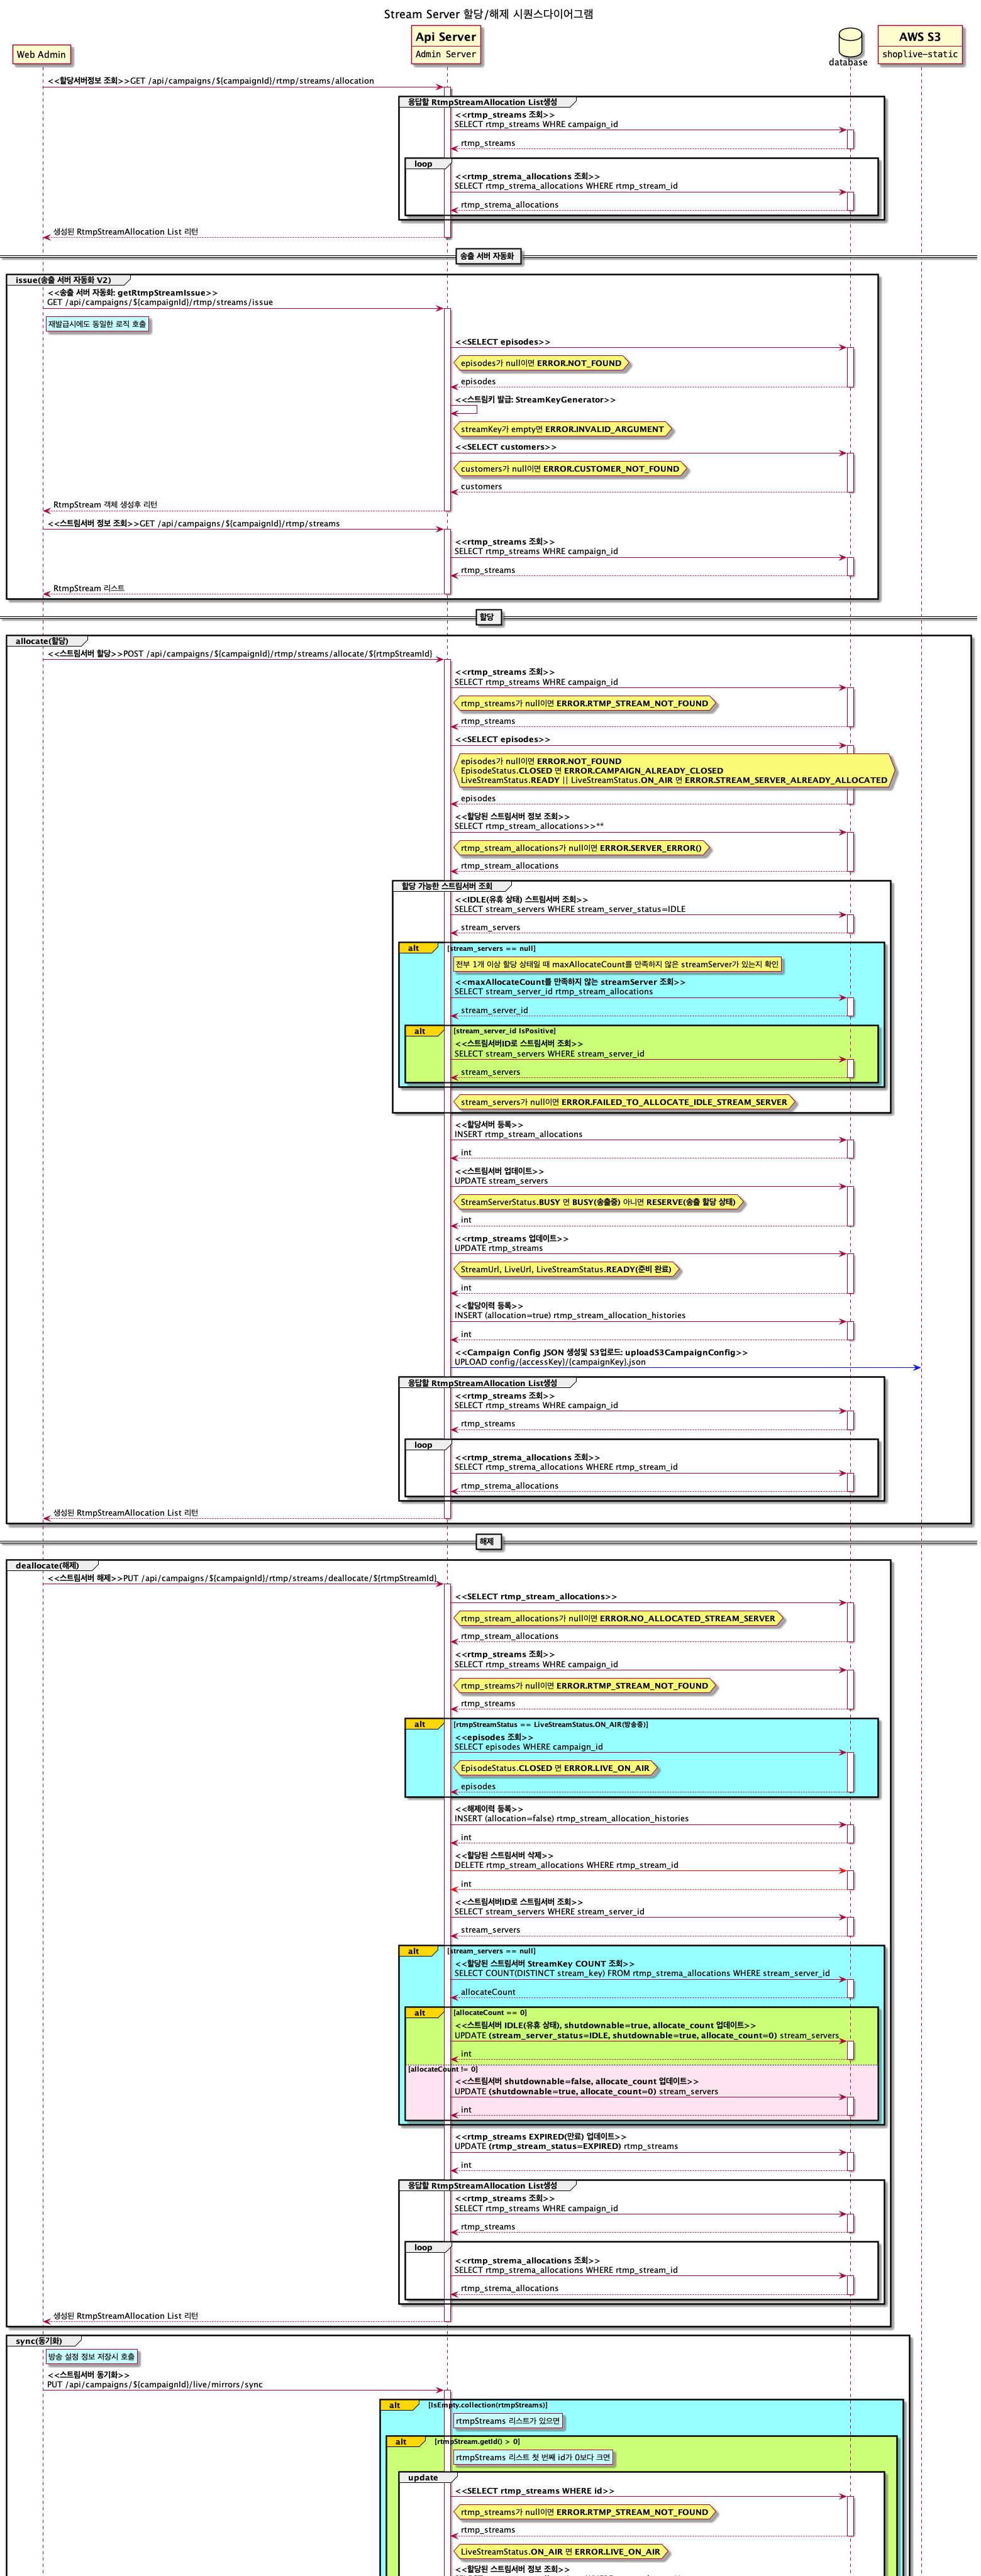 Stream Server 할당/해제 시퀀스다이어그램
Web Admin
Api Server
Admin Server
database
AWS S3
shoplive-static
<<할당서버정보 조회>>GET /api/campaigns/${campaignId}/rtmp/streams/allocation
응답할 RtmpStreamAllocation List생성
<<rtmp_streams 조회>>
SELECT rtmp_streams WHRE campaign_id
rtmp_streams
loop
<<rtmp_strema_allocations 조회>>
SELECT rtmp_strema_allocations WHERE rtmp_stream_id
rtmp_strema_allocations
생성된 RtmpStreamAllocation List 리턴
송출 서버 자동화
issue(송출 서버 자동화 V2)
<<송출 서버 자동화: getRtmpStreamIssue>>
GET /api/campaigns/${campaignId}/rtmp/streams/issue
재발급시에도 동일한 로직 호출
<<SELECT episodes>>
episodes가 null이면 ERROR.NOT_FOUND
episodes
<<스트림키 발급: StreamKeyGenerator>>
streamKey가 empty면 ERROR.INVALID_ARGUMENT
<<SELECT customers>>
customers가 null이면 ERROR.CUSTOMER_NOT_FOUND
customers
RtmpStream 객체 생성후 리턴
<<스트림서버 정보 조회>>GET /api/campaigns/${campaignId}/rtmp/streams
<<rtmp_streams 조회>>
SELECT rtmp_streams WHRE campaign_id
rtmp_streams
RtmpStream 리스트
할당
allocate(할당)
<<스트림서버 할당>>POST /api/campaigns/${campaignId}/rtmp/streams/allocate/${rtmpStreamId}
<<rtmp_streams 조회>>
SELECT rtmp_streams WHRE campaign_id
rtmp_streams가 null이면 ERROR.RTMP_STREAM_NOT_FOUND
rtmp_streams
<<SELECT episodes>>
episodes가 null이면 ERROR.NOT_FOUND
EpisodeStatus.CLOSED 면 ERROR.CAMPAIGN_ALREADY_CLOSED
LiveStreamStatus.READY || LiveStreamStatus.ON_AIR 면 ERROR.STREAM_SERVER_ALREADY_ALLOCATED
episodes
<<할당된 스트림서버 정보 조회>>
SELECT rtmp_stream_allocations>>**
rtmp_stream_allocations가 null이면 ERROR.SERVER_ERROR()
rtmp_stream_allocations
할당 가능한 스트림서버 조회
<<IDLE(유휴 상태) 스트림서버 조회>>
SELECT stream_servers WHERE stream_server_status=IDLE
stream_servers
alt [stream_servers == null]
전부 1개 이상 할당 상태일 때 maxAllocateCount를 만족하지 않은 streamServer가 있는지 확인
<<maxAllocateCount를 만족하지 않는 streamServer 조회>>
SELECT stream_server_id rtmp_stream_allocations
stream_server_id
alt [stream_server_id IsPositive]
<<스트림서버ID로 스트림서버 조회>>
SELECT stream_servers WHERE stream_server_id
stream_servers
stream_servers가 null이면 ERROR.FAILED_TO_ALLOCATE_IDLE_STREAM_SERVER
<<할당서버 등록>>
INSERT rtmp_stream_allocations
int
<<스트림서버 업데이트>>
UPDATE stream_servers
StreamServerStatus.BUSY 면 BUSY(송출중) 아니면 RESERVE(송출 할당 상태)
int
<<rtmp_streams 업데이트>>
UPDATE rtmp_streams
StreamUrl, LiveUrl, LiveStreamStatus.READY(준비 완료)
int
<<할당이력 등록>>
INSERT (allocation=true) rtmp_stream_allocation_histories
int
<<Campaign Config JSON 생성및 S3업로드: uploadS3CampaignConfig>>
UPLOAD config/{accessKey}/{campaignKey}.json
응답할 RtmpStreamAllocation List생성
<<rtmp_streams 조회>>
SELECT rtmp_streams WHRE campaign_id
rtmp_streams
loop
<<rtmp_strema_allocations 조회>>
SELECT rtmp_strema_allocations WHERE rtmp_stream_id
rtmp_strema_allocations
생성된 RtmpStreamAllocation List 리턴
해제
deallocate(해제)
<<스트림서버 해제>>PUT /api/campaigns/${campaignId}/rtmp/streams/deallocate/${rtmpStreamId}
<<SELECT rtmp_stream_allocations>>
rtmp_stream_allocations가 null이면 ERROR.NO_ALLOCATED_STREAM_SERVER
rtmp_stream_allocations
<<rtmp_streams 조회>>
SELECT rtmp_streams WHRE campaign_id
rtmp_streams가 null이면 ERROR.RTMP_STREAM_NOT_FOUND
rtmp_streams
alt [rtmpStreamStatus == LiveStreamStatus.ON_AIR(방송중)]
<<episodes 조회>>
SELECT episodes WHERE campaign_id
EpisodeStatus.CLOSED 면 ERROR.LIVE_ON_AIR
episodes
<<해제이력 등록>>
INSERT (allocation=false) rtmp_stream_allocation_histories
int
<<할당된 스트림서버 삭제>>
DELETE rtmp_stream_allocations WHERE rtmp_stream_id
int
<<스트림서버ID로 스트림서버 조회>>
SELECT stream_servers WHERE stream_server_id
stream_servers
alt [stream_servers == null]
<<할당된 스트림서버 StreamKey COUNT 조회>>
SELECT COUNT(DISTINCT stream_key) FROM rtmp_strema_allocations WHERE stream_server_id
allocateCount
alt [allocateCount == 0]
<<스트림서버 IDLE(유휴 상태), shutdownable=true, allocate_count 업데이트>>
UPDATE (stream_server_status=IDLE, shutdownable=true, allocate_count=0) stream_servers
int
[allocateCount != 0]
<<스트림서버 shutdownable=false, allocate_count 업데이트>>
UPDATE (shutdownable=true, allocate_count=0) stream_servers
int
<<rtmp_streams EXPIRED(만료) 업데이트>>
UPDATE (rtmp_stream_status=EXPIRED) rtmp_streams
int
응답할 RtmpStreamAllocation List생성
<<rtmp_streams 조회>>
SELECT rtmp_streams WHRE campaign_id
rtmp_streams
loop
<<rtmp_strema_allocations 조회>>
SELECT rtmp_strema_allocations WHERE rtmp_stream_id
rtmp_strema_allocations
생성된 RtmpStreamAllocation List 리턴
sync(동기화)
방송 설정 정보 저장시 호출
<<스트림서버 동기화>>
PUT /api/campaigns/${campaignId}/live/mirrors/sync
alt [IsEmpty.collection(rtmpStreams)]
rtmpStreams 리스트가 있으면
alt [rtmpStream.getId() > 0]
rtmpStreams 리스트 첫 번째 id가 0보다 크면
update
<<SELECT rtmp_streams WHERE id>>
rtmp_streams가 null이면 ERROR.RTMP_STREAM_NOT_FOUND
rtmp_streams
LiveStreamStatus.ON_AIR 면 ERROR.LIVE_ON_AIR
<<할당된 스트림서버 정보 조회>>